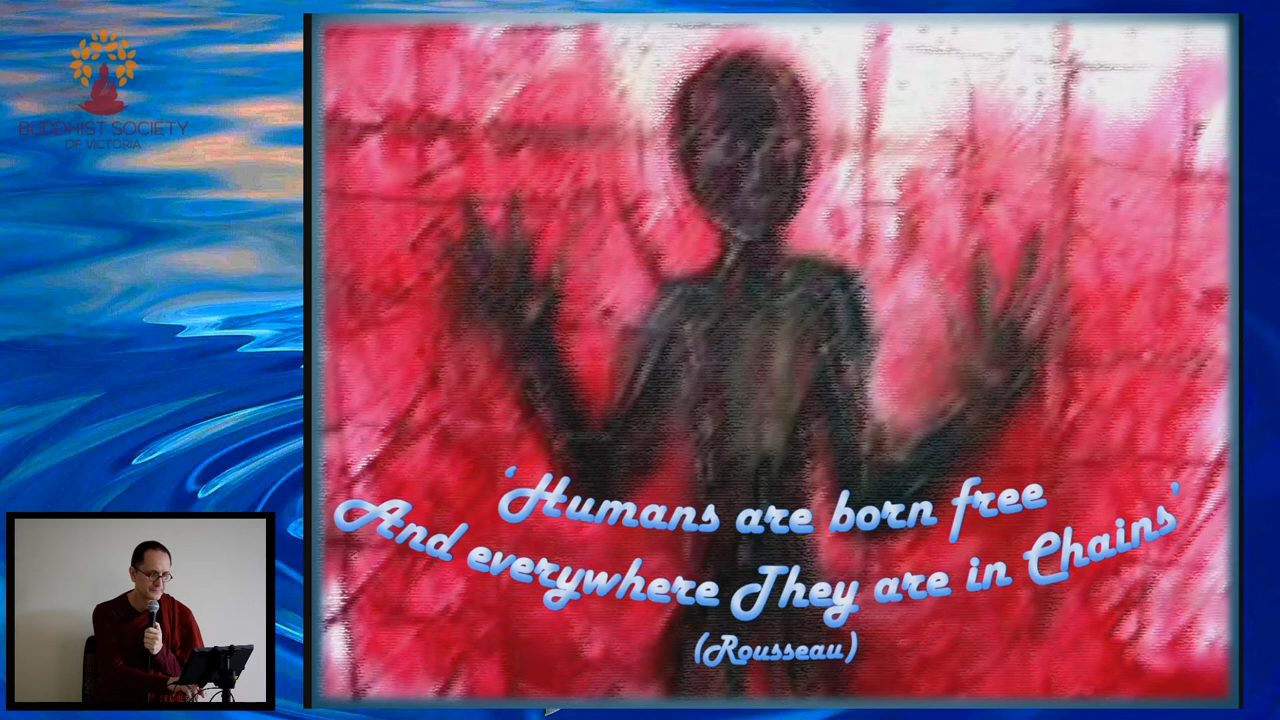 BUDDHIST SOCIETY
OF VICTORIA
‘Humans are born free
And everywhere They are in Chains’
(Rousseau)